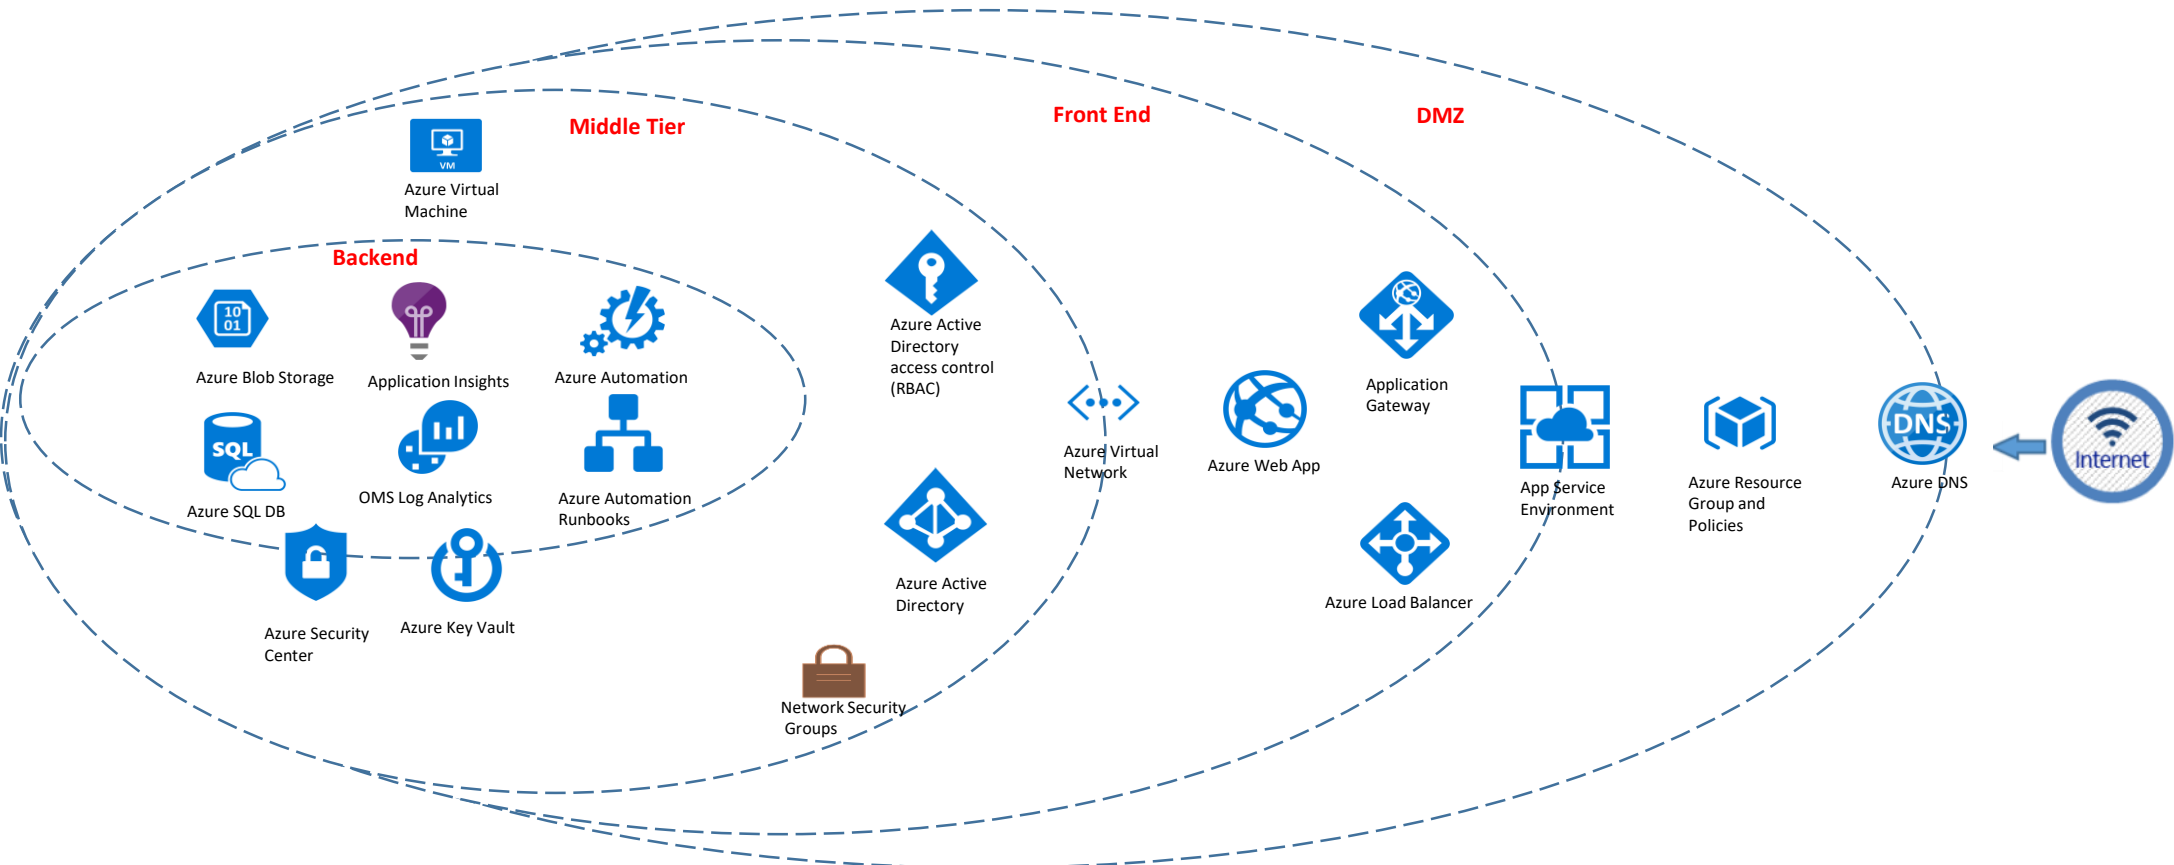 Front End
DMZ
Middle Tier
VM
Azure Virtual
Machine
Backend
10
01
Azure Blob Storage
Application Insights
Azure Automation
Azure Active
Directory
access control
(RBAC)
Application
Gateway
SQL
Azure SQL DB
OMS Log Analytics
Azure Automation
Runbooks
Azure Virtual
Network
Azure Web App
App Service
Environment
Azure Resource
Group and
Policies
DNS
Azure DNS
Internet
Azure Security
Center
Azure Key Vault
Azure Active
Directory
Azure Load Balancer
Network Security
Groups